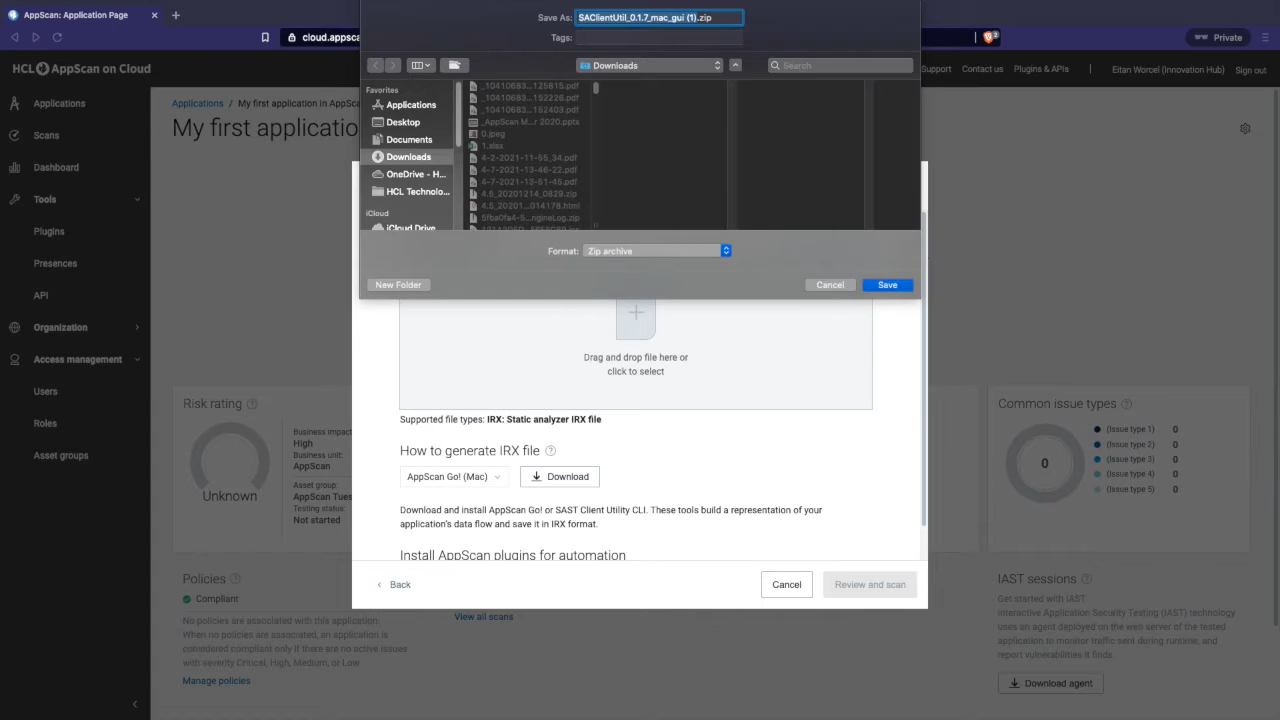 AppScan: Application Page
Save As:
SAClientUtil_0.1.7_mac_gui (1).zip
Tags:
cloud.appsc
2
Private
HCL AppScan on Cloud
Downloads
Search
Support
Contact us
Plugins & APIs
Eitan Worcel (Innovation Hub)
Sign out
Favorites
Applications
Desktop
Documents
Downloads
OneDrive - H...
HCL Technolo...
iCloud
iCloud Drive
_10410683...125815.pdf
_10410683...152226.pdf
_10410683...152403.pdf
_AppScan M...r 2020.pptx
0.jpeg
1.xlsx
4-2-2021-11-55_34.pdf
4-7-2021-13-46-22.pdf
4-7-2021-13-51-45.pdf
4.5_20201214_0829.zip
4.5_20201...014178.html
5fba0fa4-5...ngineLog.zip
Format:
Zip archive
New Folder
Cancel
Save
Applications
Scans
Dashboard
Tools
Plugins
Presences
API
Organization
Access management
Users
Roles
Asset groups
Applications / My first application in AppSca
My first application
Drag and drop file here or
click to select
Supported file types: IRX: Static analyzer IRX file
How to generate IRX file
AppScan Go! (Mac)
Download
Download and install AppScan Go! or SAST Client Utility CLI. These tools build a representation of your
application's data flow and save it in IRX format.
Install AppScan plugins for automation
Back
Cancel
Review and scan
Risk rating
Unknown
Business impact
High
Business unit:
AppScan
Asset group:
AppScan Tues
Testing status:
Not started
Common issue types
0
(Issue type 1) 0
(Issue type 2) 0
(Issue type 3) 0
(Issue type 4) 0
(Issue type 5) 0
Policies
Compliant
No policies are associated with this application.
When no policies are associated, an application is
considered compliant only if there are no active issues
with severity Critical, High, Medium, or Low
Manage policies
View all scans
IAST sessions
Get started with IAST
Interactive Application Security Testing (IAST) technology
uses an agent deployed on the web server of the tested
application to monitor traffic sent during runtime, and
report vulnerabilities it finds.
Download agent